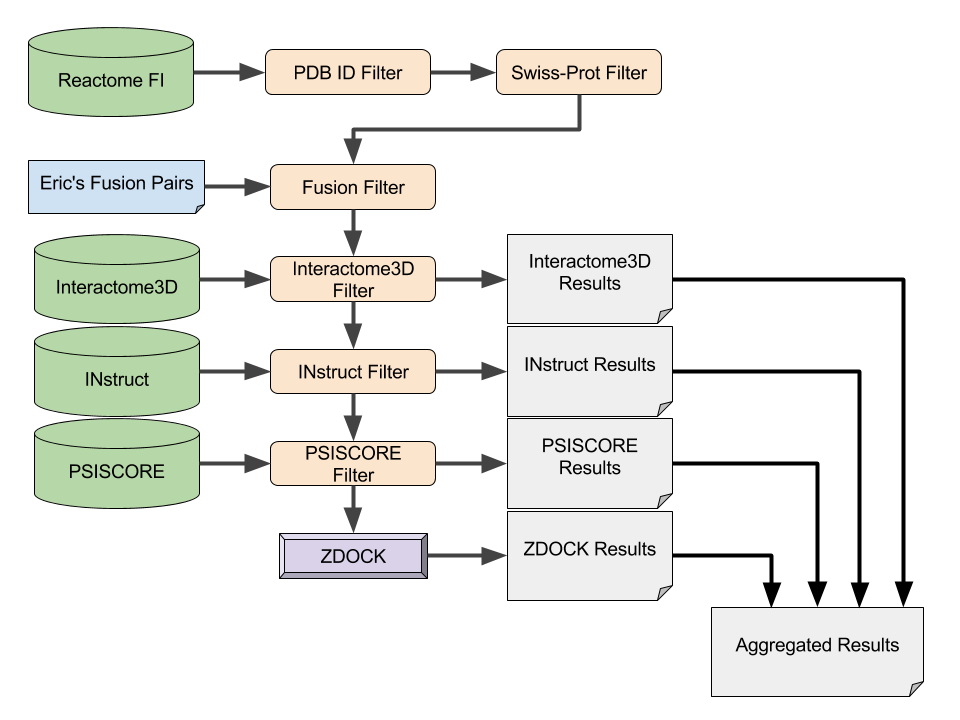 Reactome FI
PDB ID Filter
Swiss-Prot Filter
Eric's Fusion Pairs
Fusion Filter
Interactome3D
Interactome3D
Filter
Interactome3D
Results
INstruct
INstruct Filter
INstruct Results
PSISCORE
PSISCORE
Filter
PSISCORE
Results
ZDOCK
ZDOCK Results
Aggregated Results